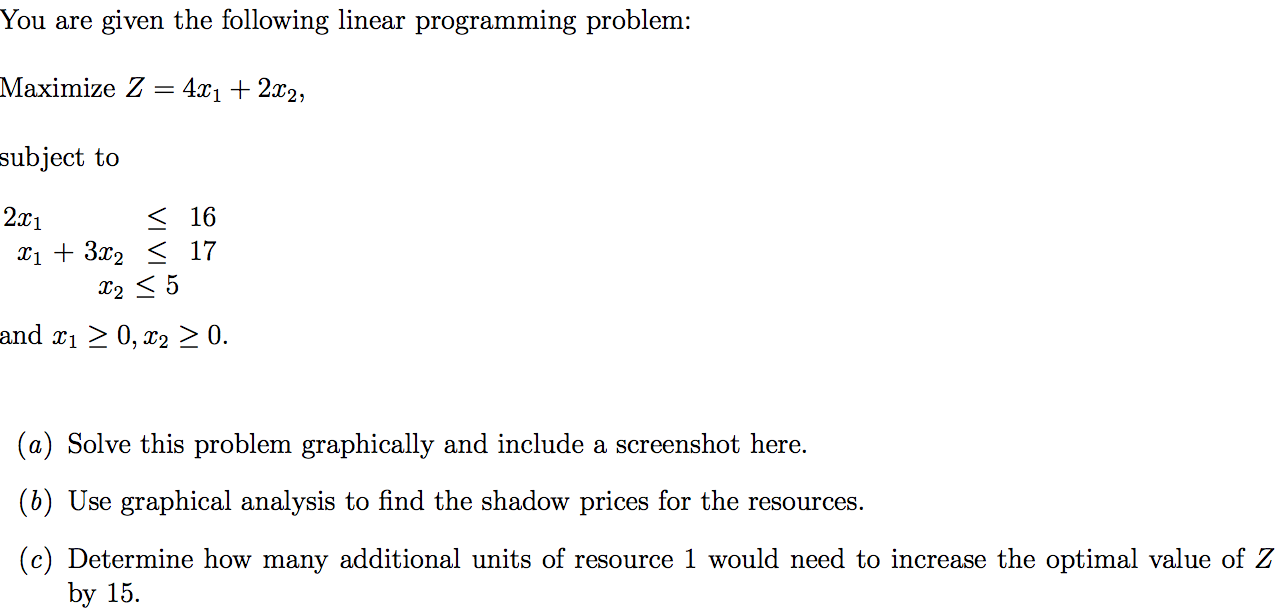 You are given the following linear programming problem:
Maximize Z = 4x₁ + 2x₂,
subject to
2x₁ ≤ 16
x₁ + 3x₂ ≤ 17
x₂ ≤ 5
and x₁ ≥ 0, x₂ ≥ 0.
(a) Solve this problem graphically and include a screenshot here.
(b) Use graphical analysis to find the shadow prices for the resources.
(c) Determine how many additional units of resource 1 would need to increase the optimal value of Z
by 15.